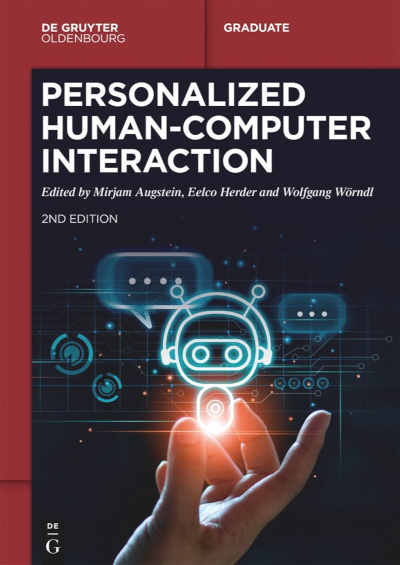 DE GRUYTER
OLDENBOURG
GRADUATE
PERSONALIZED
HUMAN-COMPUTER
INTERACTION
Edited by Mirjam Augstein, Eelco Herder and Wolfgang Wörndl
2ND EDITION
DE
G